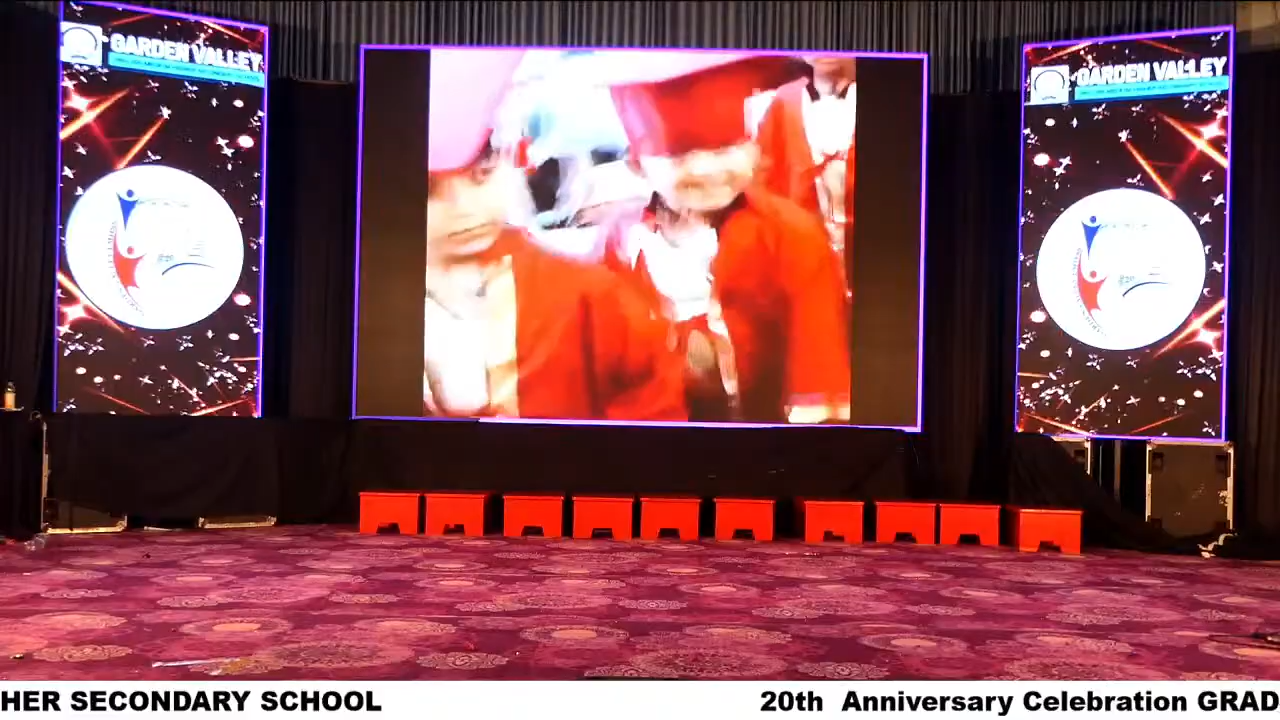 GARDEN VALLEY
GARDEN VALLEY
HER SECONDARY SCHOOL 20th Anniversary Celebration GRAD